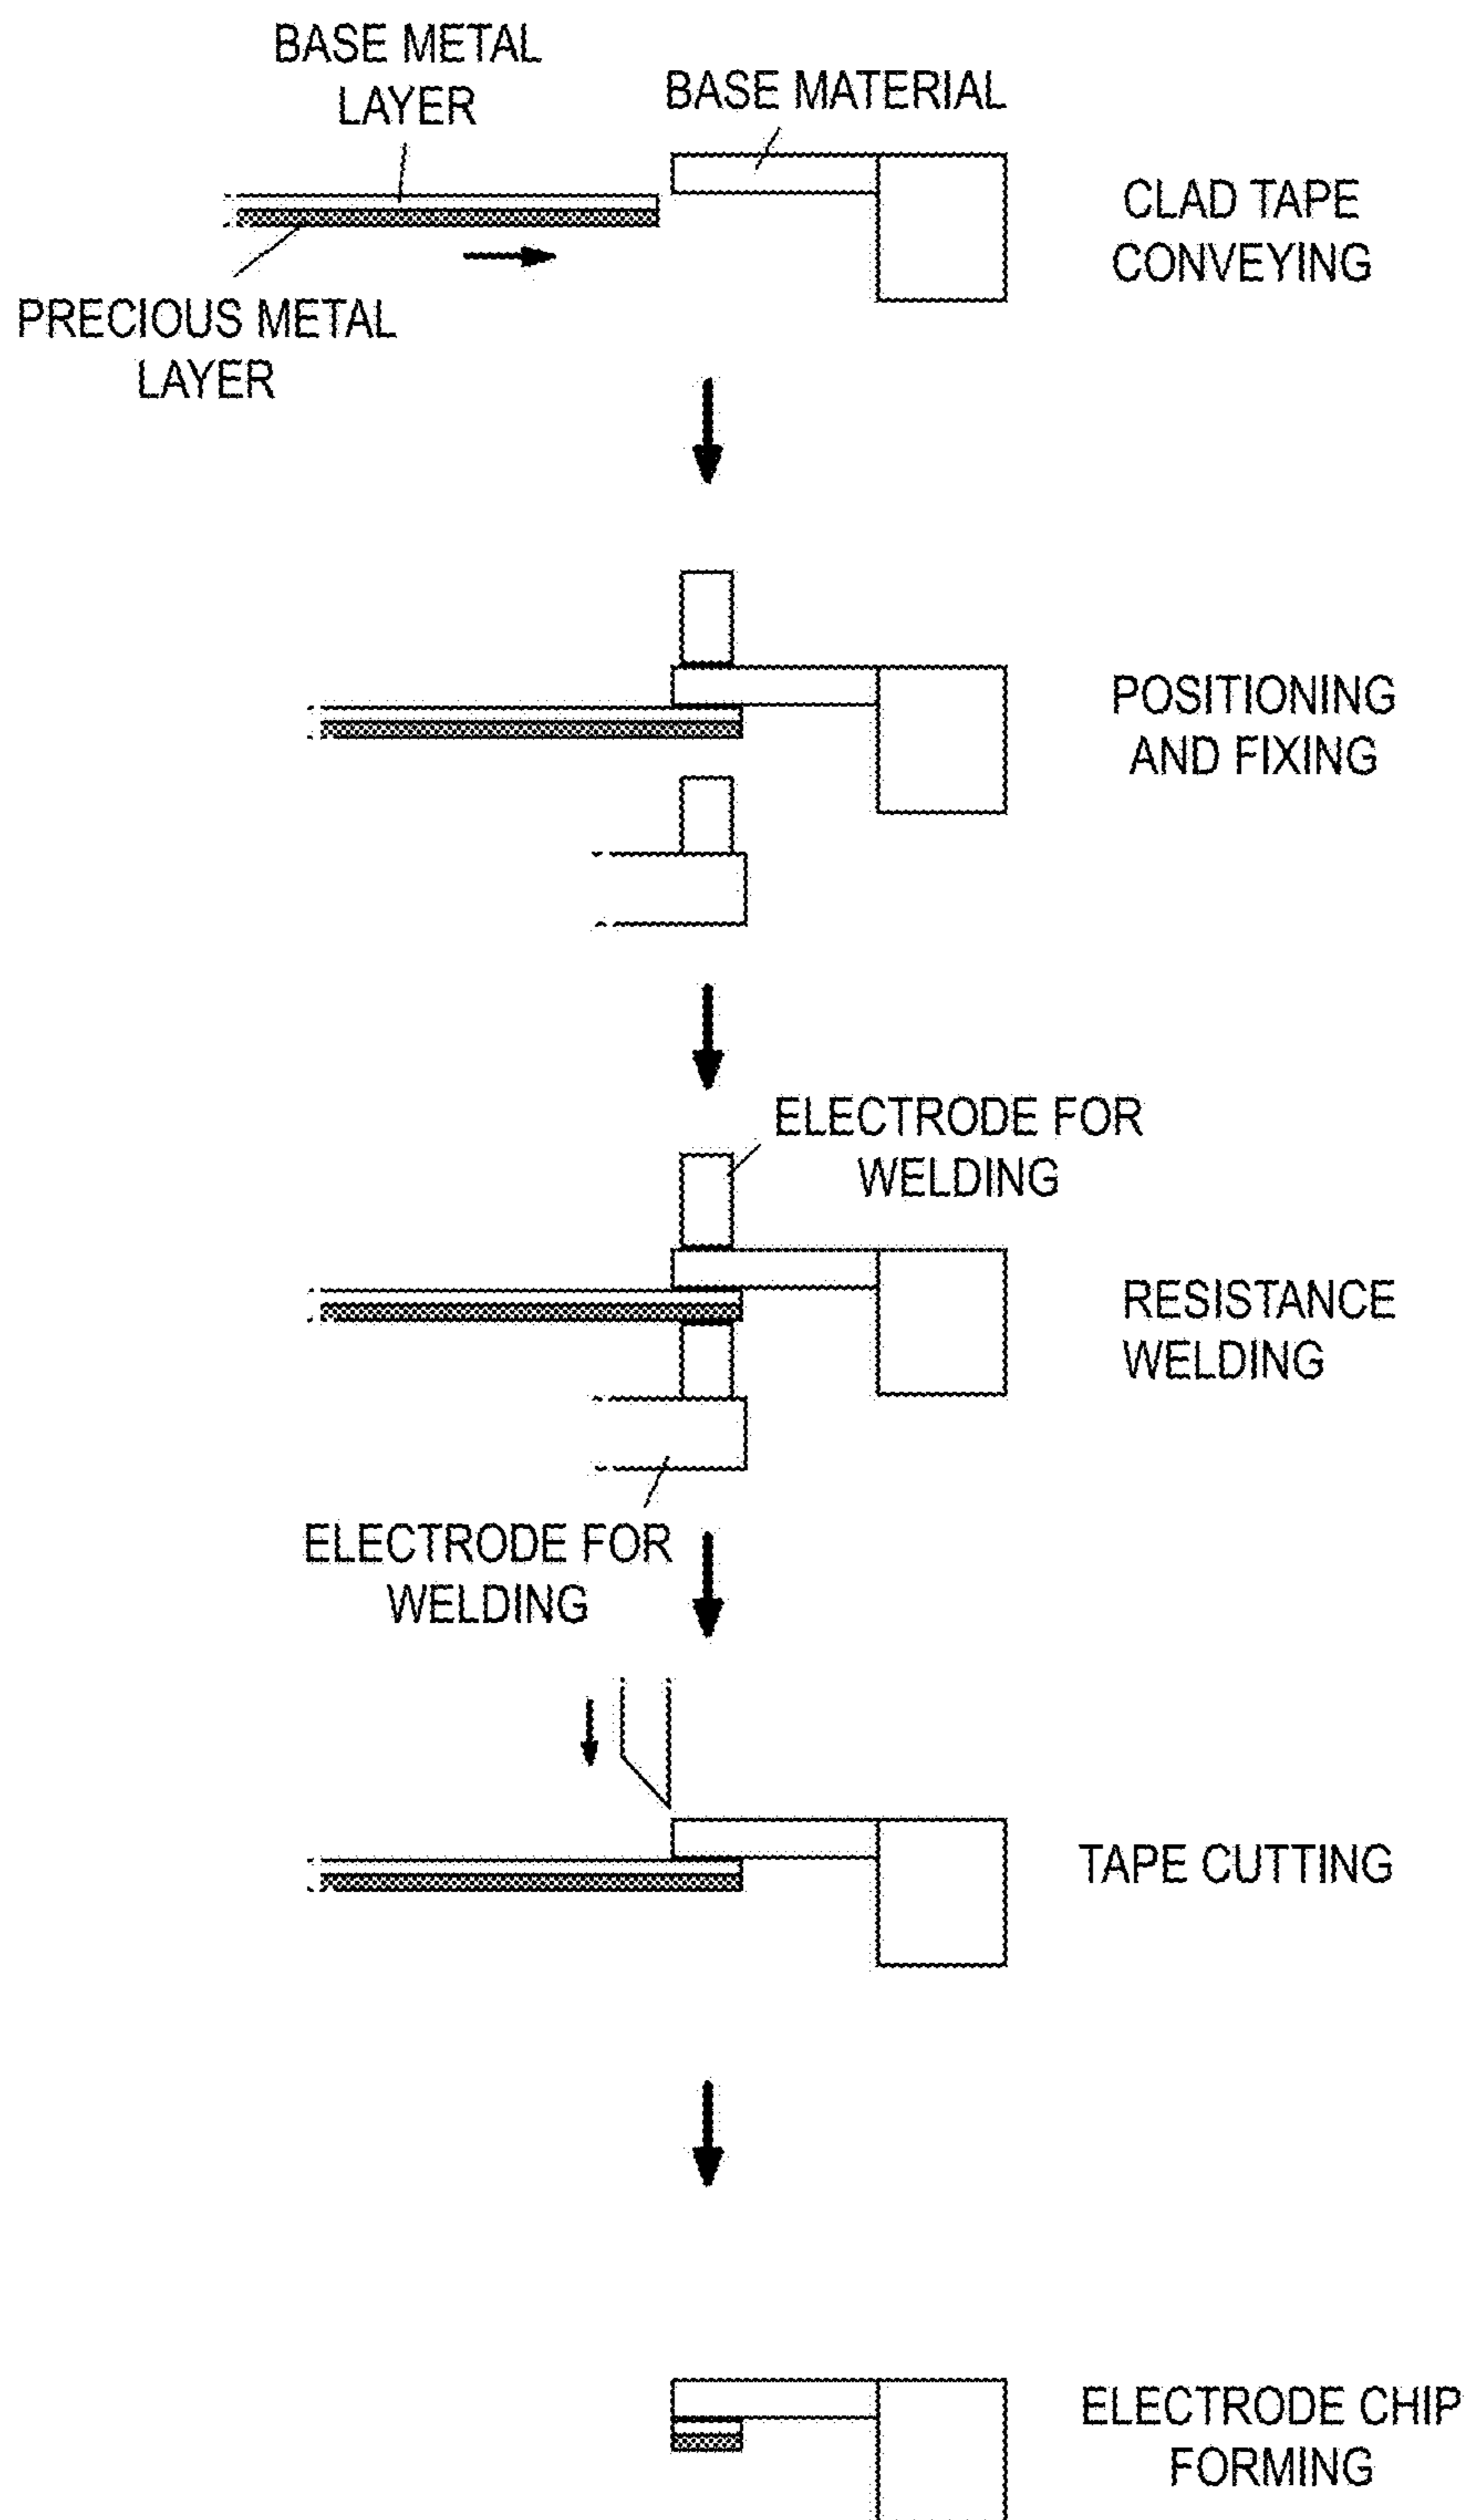 BASE METAL
LAYER
BASE MATERIAL
CLAD TAPE
CONVEYING
PRECIOUS METAL
LAYER
POSITIONING
AND FIXING
ELECTRODE FOR
WELDING
RESISTANCE
WELDING
ELECTRODE FOR
WELDING
TAPE CUTTING
ELECTRODE CHIP
FORMING